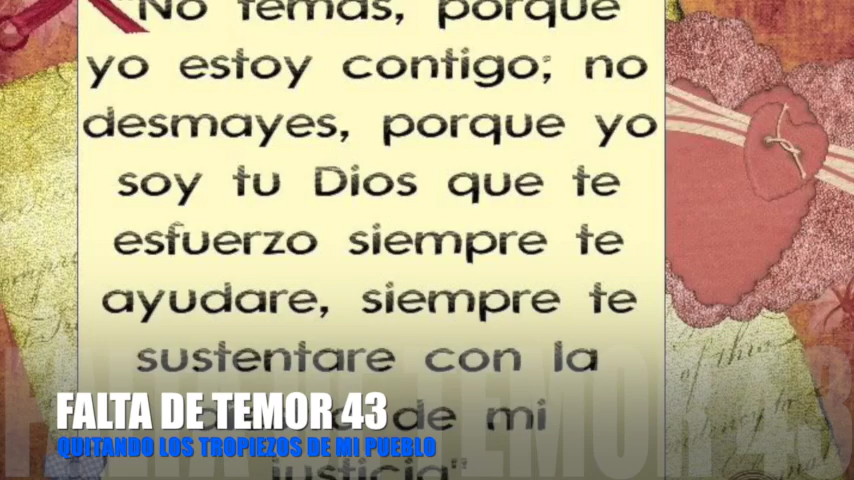 "No temas, porque
yo estoy contigo; no
desmayes, porque yo
soy tu Dios que te
esfuerzo siempre te
ayudare, siempre te
sustentare con la
de mi
justicia"
FALTA DE TEMOR 43
QUITANDO LOS TROPIEZOS DE MI PUEBLO